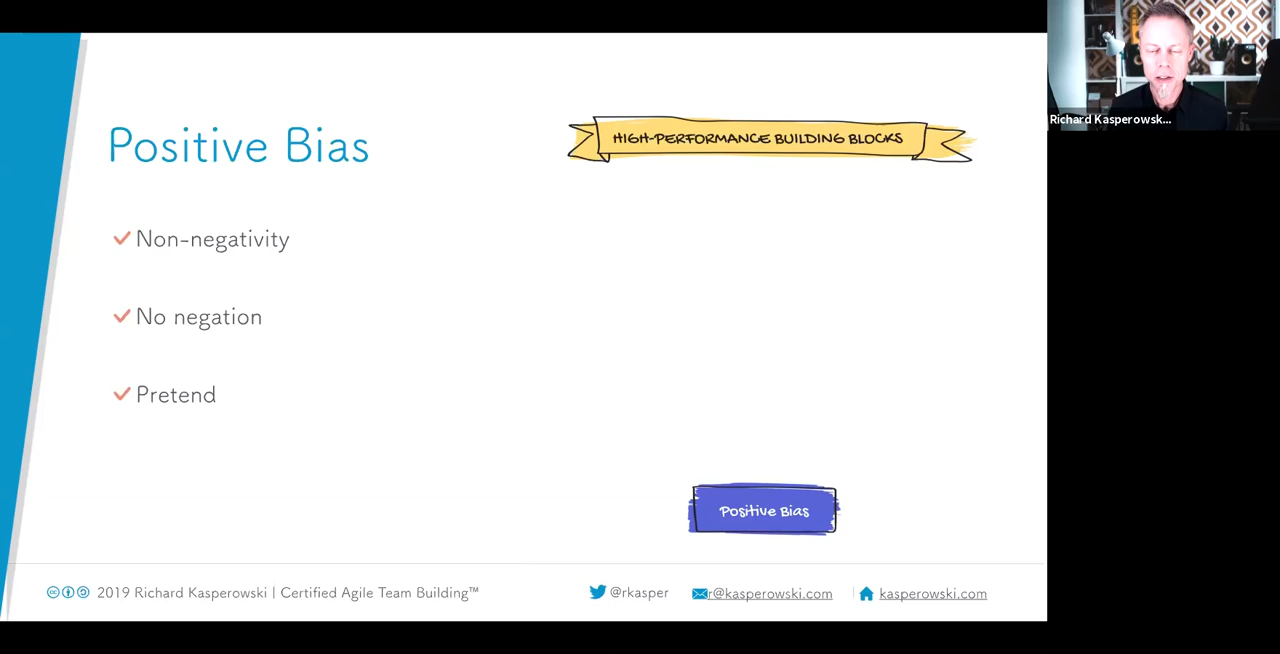 Positive Bias
HIGH-PERFORMANCE BUILDING BLOCKS
Non-negativity
No negation
Pretend
Positive Bias
2019 Richard Kasperowski | Certified Agile Team Building™
@rkasper
r@kasperowski.com
kasperowski.com
Richard Kasperowsk...